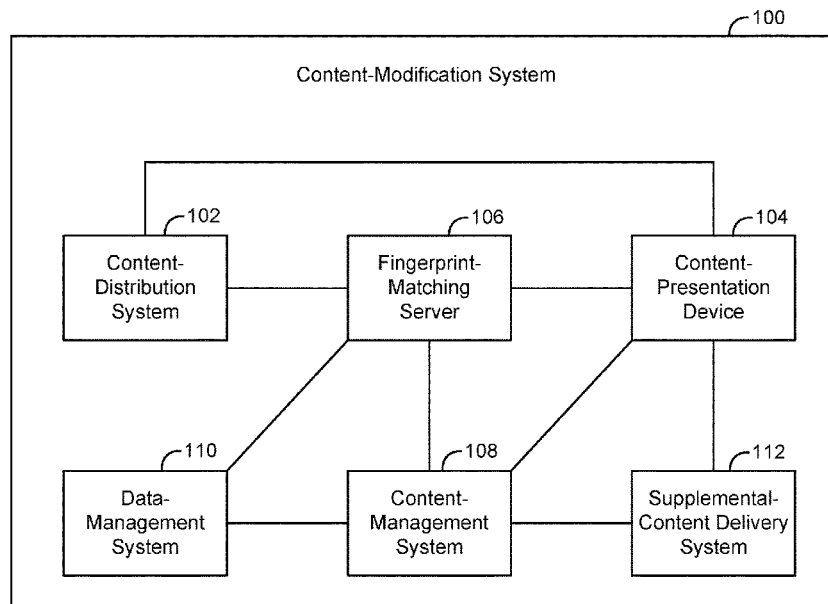 100
Content-Modification System
102
106
104
Content-
Distribution
System
Fingerprint-
Matching
Server
Content-
Presentation
Device
110
108
112
Data-
Management
System
Content-
Management
System
Supplemental-
Content Delivery
System